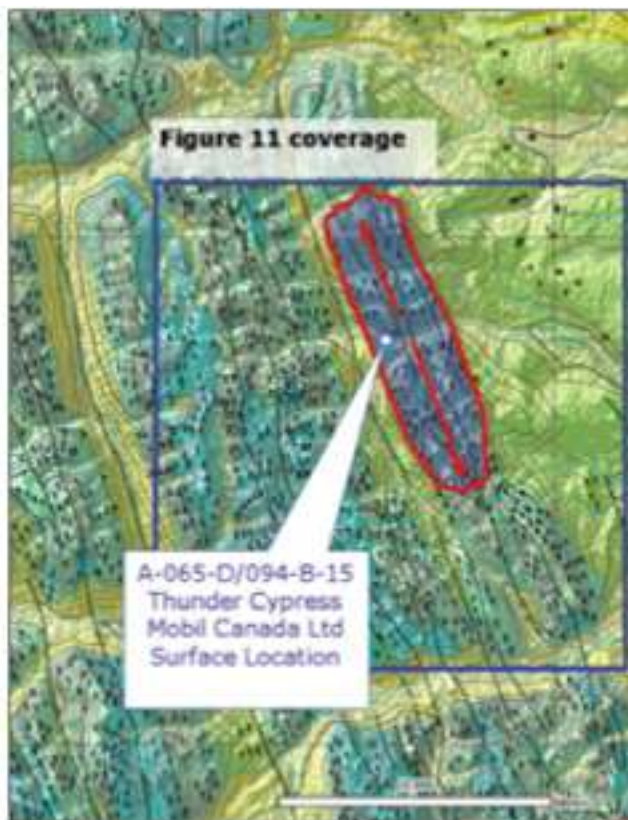 Figure 11 coverage
A-065-D/094-B-15
Thunder Cypress
Mobil Canada Ltd
Surface Location